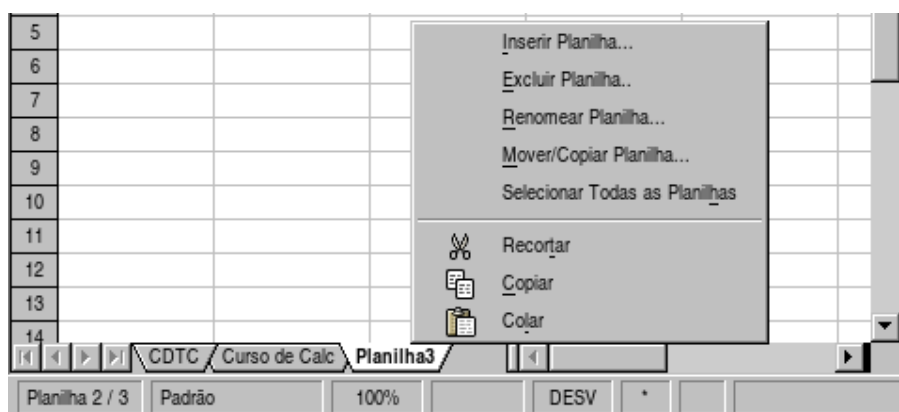 5
6
7
8
9
10
11
12
13
14
Inserir Planilha...
Excluir Planilha..
Renomear Planilha...
Mover/Copiar Planilha...
Selecionar Todas as Planilhas
Recortar
Copiar
Colar
CDTC Curso de Calc Planilha3
Planilha 2 / 3 Padrão 100% DESV *